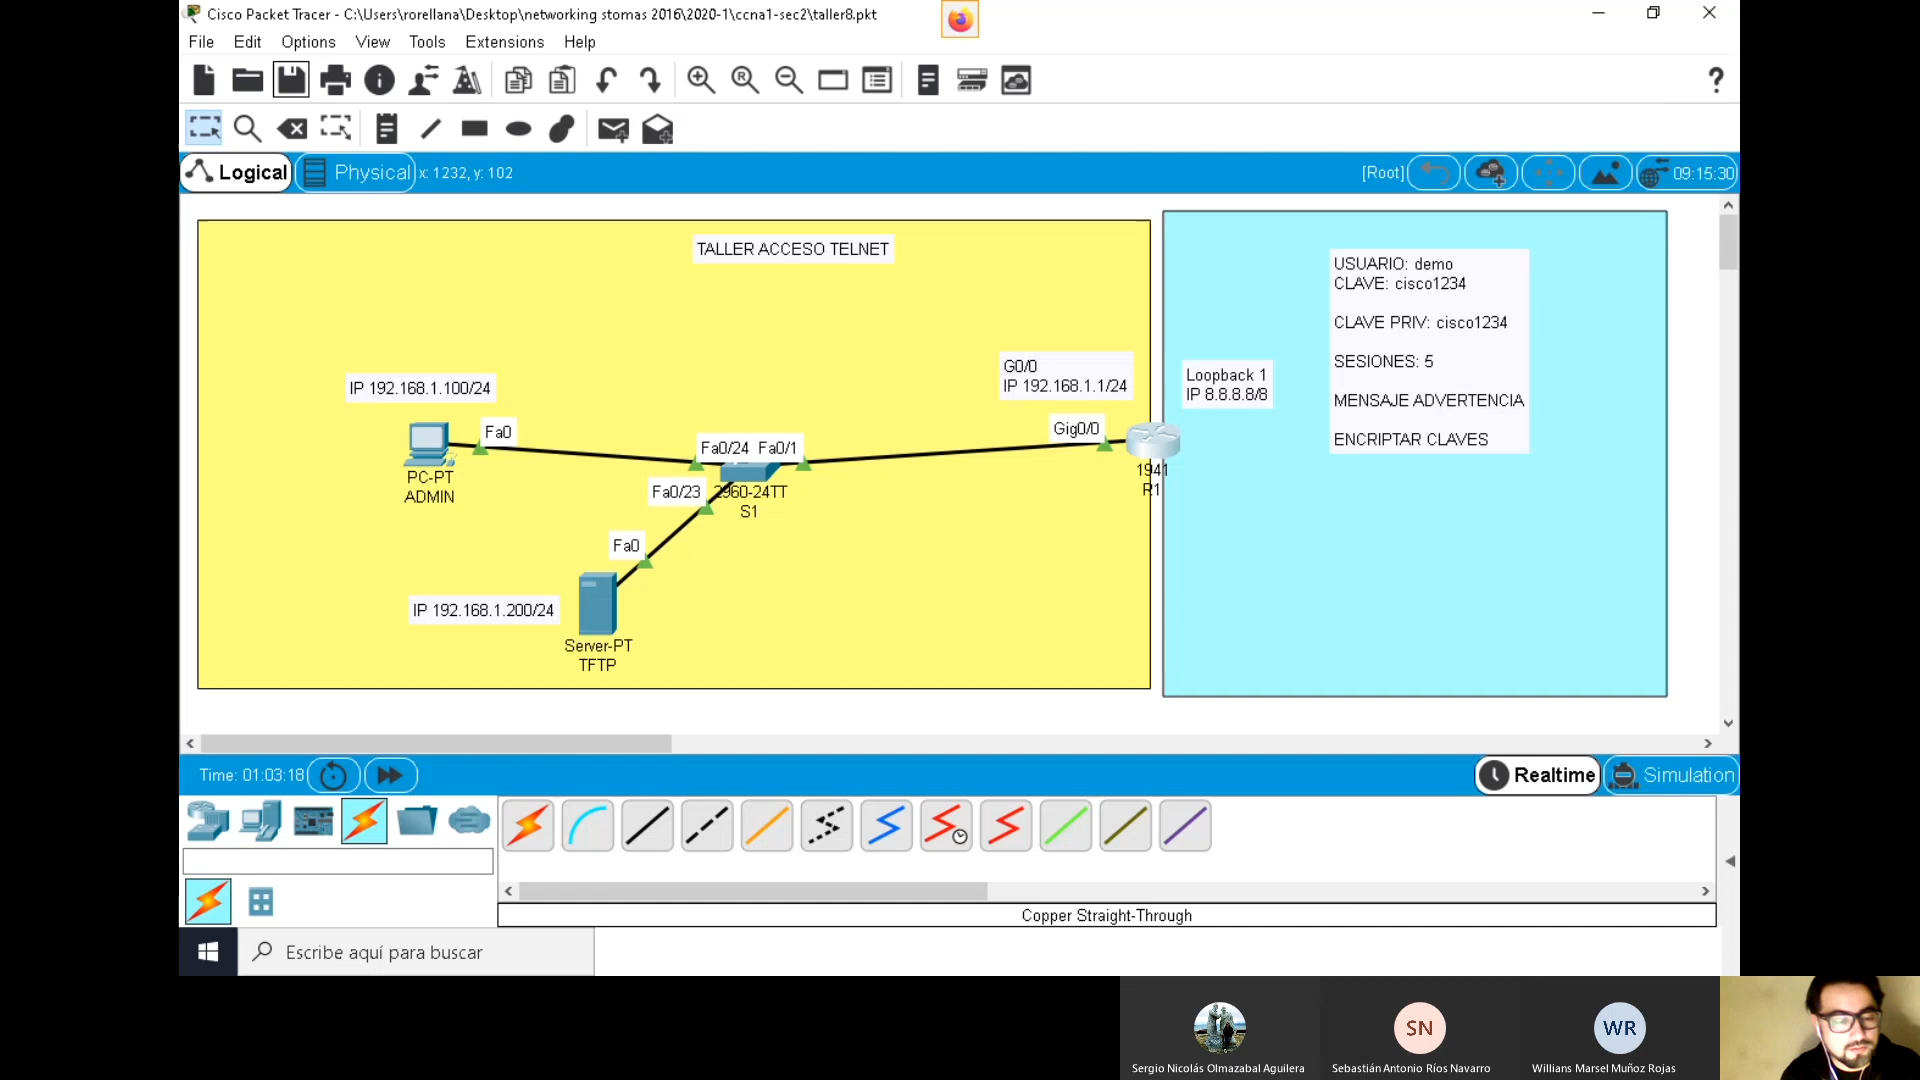 Cisco Packet Tracer - C:\Users\rorellana\Desktop\networking stomas 2016\2020-1\ccna1-sec2\taller8.pkt
File Edit Options View Tools Extensions Help
Logical Physical x: 1232, y: 102 [Root] 09:15:30
TALLER ACCESO TELNET
USUARIO: demo
CLAVE: cisco1234
CLAVE PRIV: cisco1234
SESIONES: 5
MENSAJE ADVERTENCIA
ENCRIPTAR CLAVES
G0/0
IP 192.168.1.1/24
Loopback 1
IP 8.8.8.8/8
IP 192.168.1.100/24
Fa0
Gig0/0
Fa0/24 Fa0/1
PC-PT
ADMIN
1941
R1
Fa0/23
2960-24TT
S1
Fa0
IP 192.168.1.200/24
Server-PT
TFTP
Time: 01:03:18
Realtime Simulation
Copper Straight-Through
Escribe aquí para buscar
SN
WR
Sergio Nicolás Olmazabal Aguilera
Sebastián Antonio Ríos Navarro
Willians Marsel Muñoz Rojas